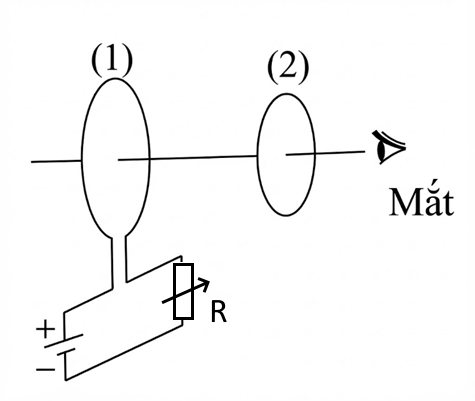 (1)
(2)
Mắt
+
R
−